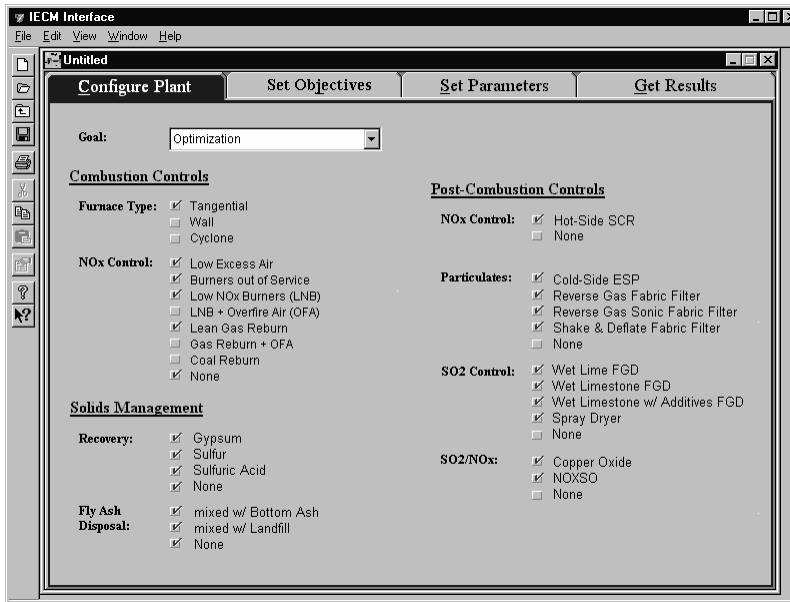 IECM Interface
File Edit View Window Help
Untitled
Configure Plant Set Objectives Set Parameters Get Results
Goal: Optimization
Combustion Controls
Furnace Type: Tangential
Wall
Cyclone
NOx Control: Low Excess Air
Burners out of Service
Low NOx Burners (LNB)
LNB + Overfire Air (OFA)
Lean Gas Reburn
Gas Reburn + OFA
Coal Reburn
None
Solids Management
Recovery: Gypsum
Sulfur
Sulfuric Acid
None
Fly Ash
Disposal: mixed w/ Bottom Ash
mixed w/ Landfill
None
Post-Combustion Controls
NOx Control: Hot-Side SCR
None
Particulates: Cold-Side ESP
Reverse Gas Fabric Filter
Reverse Gas Sonic Fabric Filter
Shake & Deflate Fabric Filter
None
SO2 Control: Wet Lime FGD
Wet Limestone FGD
Wet Limestone w/ Additives FGD
Spray Dryer
None
SO2/NOx: Copper Oxide
NOXSO
None